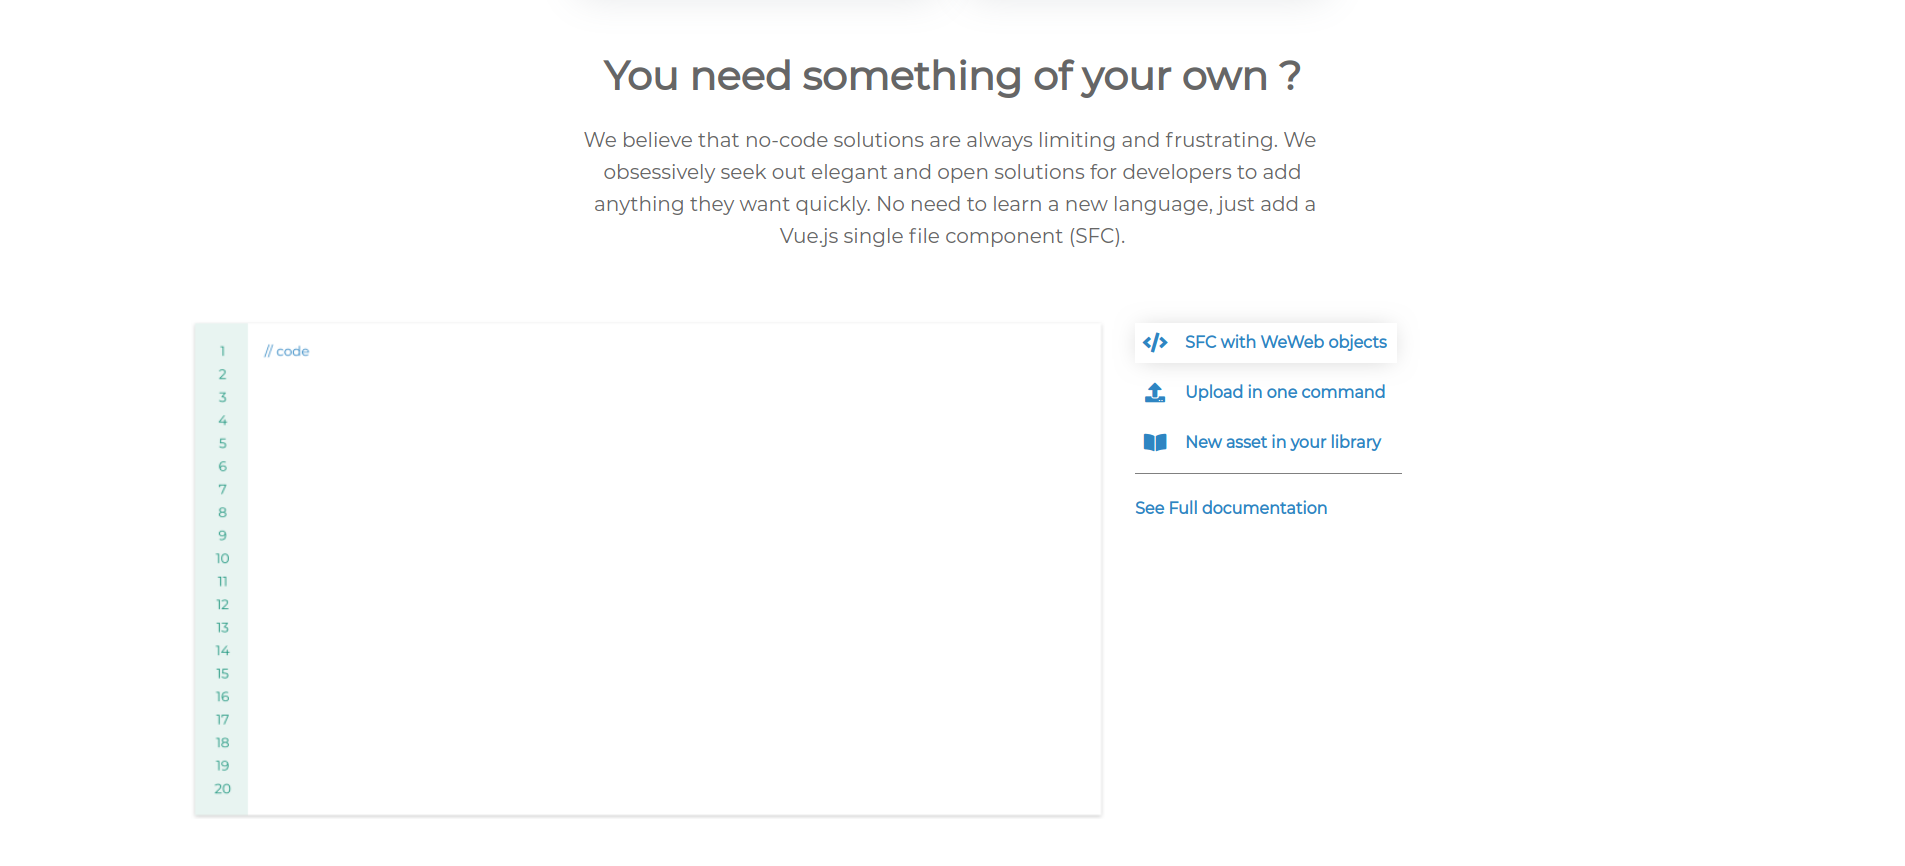 You need something of your own ?
We believe that no-code solutions are always limiting and frustrating. We
obsessively seek out elegant and open solutions for developers to add
anything they want quickly. No need to learn a new language, just add a
Vue.js single file component (SFC).
1 // code
2
3
4
5
6
7
8
9
10
11
12
13
14
15
16
17
18
19
20
SFC with WeWeb objects
Upload in one command
New asset in your library
See Full documentation